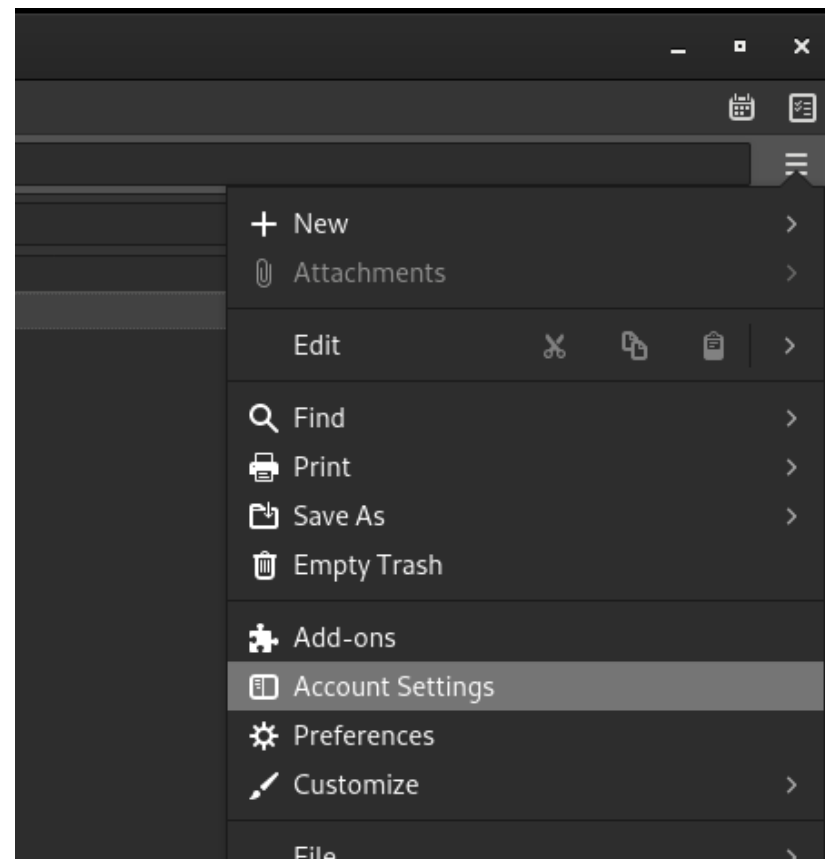 New
Attachments
Edit
Find
Print
Save As
Empty Trash
Add-ons
Account Settings
Preferences
Customize
File